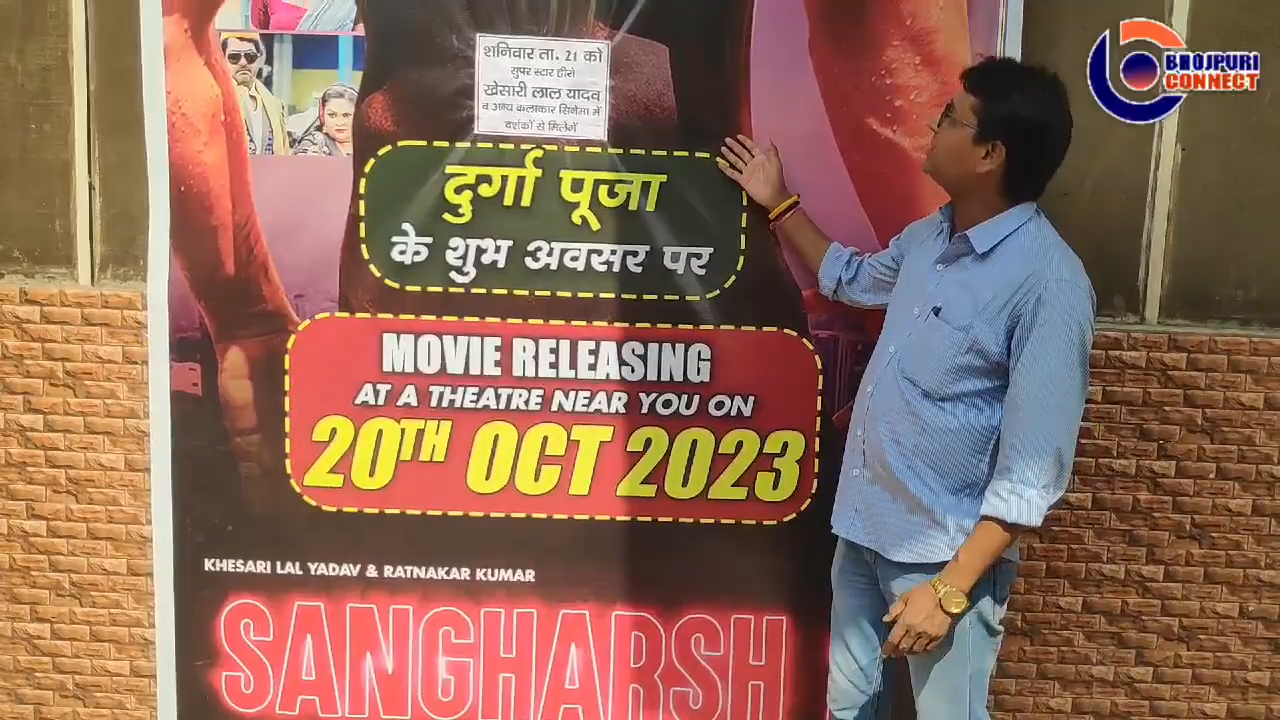 BHOJPURI
CONNECT
शनिवार ता. 21 को
सुपर स्टार हीरो
खेसारी लाल यादव
व अन्य कलाकार सिनेमा में
दर्शकों से मिलेगें
दुर्गा पूजा
के शुभ अवसर पर
MOVIE RELEASING
AT A THEATRE NEAR YOU ON
20TH OCT 2023
KHESARI LAL YADAV & RATNAKAR KUMAR
SANGHARSH